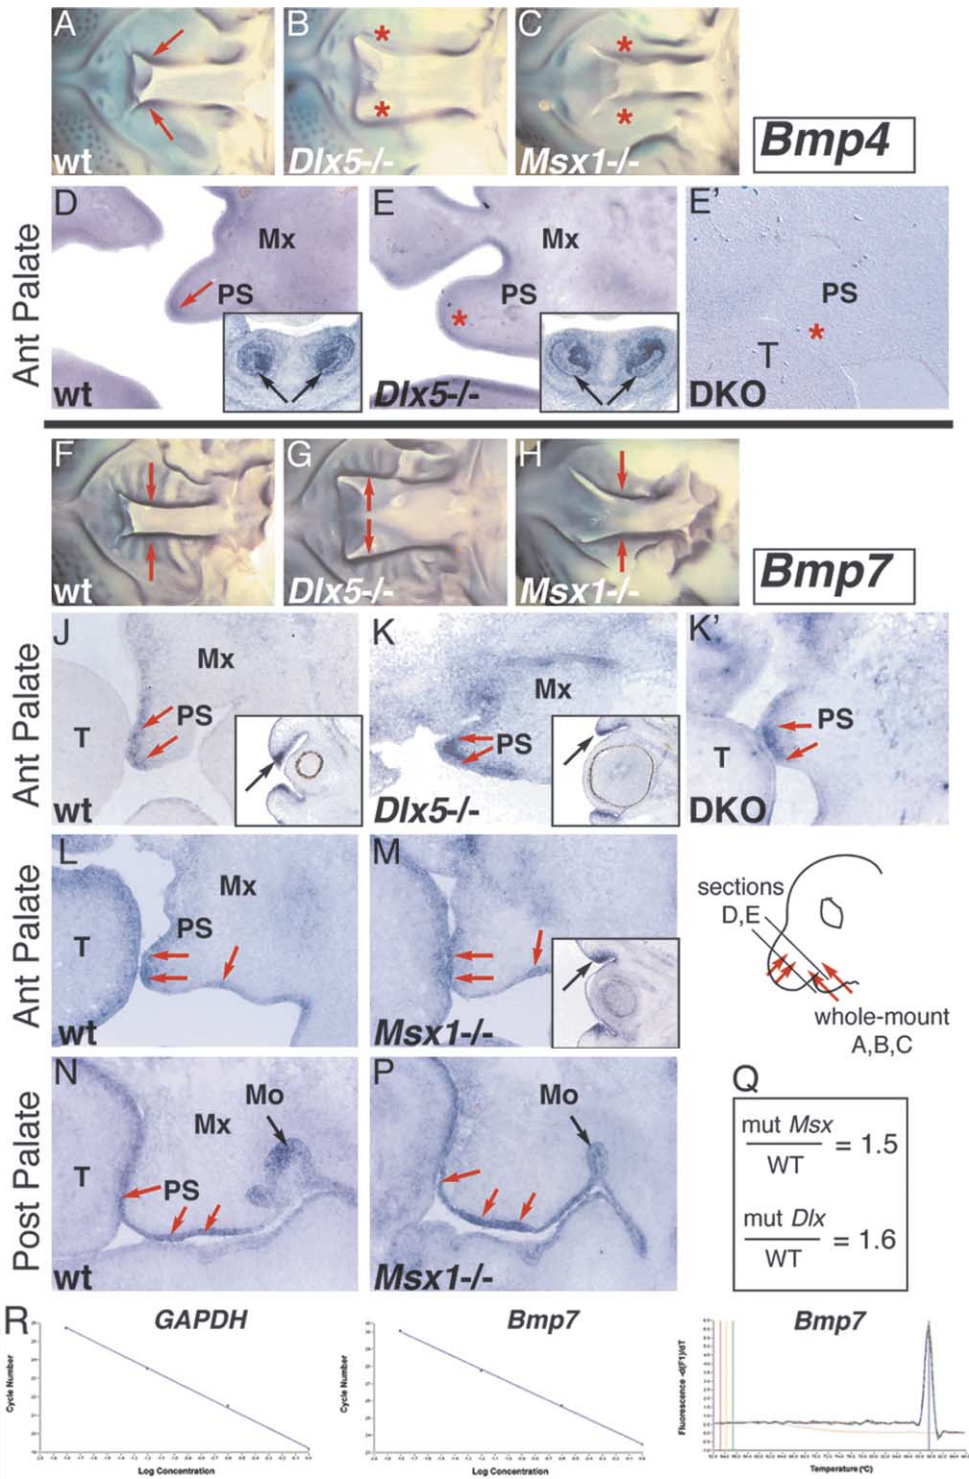 A
wt
B
Dlx5-/-
C
Msx1-/-
Bmp4
Ant Palate
D
Mx
PS
wt
E
Mx
PS
Dlx5-/-
E'
PS
T
DKO
F
wt
G
Dlx5-/-
H
Msx1-/-
Bmp7
Ant Palate
J
Mx
PS
T
wt
K
Mx
PS
Dlx5-/-
K'
PS
T
DKO
Ant Palate
L
Mx
PS
T
wt
M
Msx1-/-
sections
D,E
whole-mount
A,B,C
Post Palate
N
Mo
Mx
T
PS
wt
P
Mo
Msx1-/-
Q
mut Msx
WT
= 1.5
mut Dlx
WT
= 1.6
R
GAPDH
Cycle Number
Log Concentration
Bmp7
Cycle Number
Log Concentration
Bmp7
Fluorescence -d(F1)/dT
Temperature (°C)